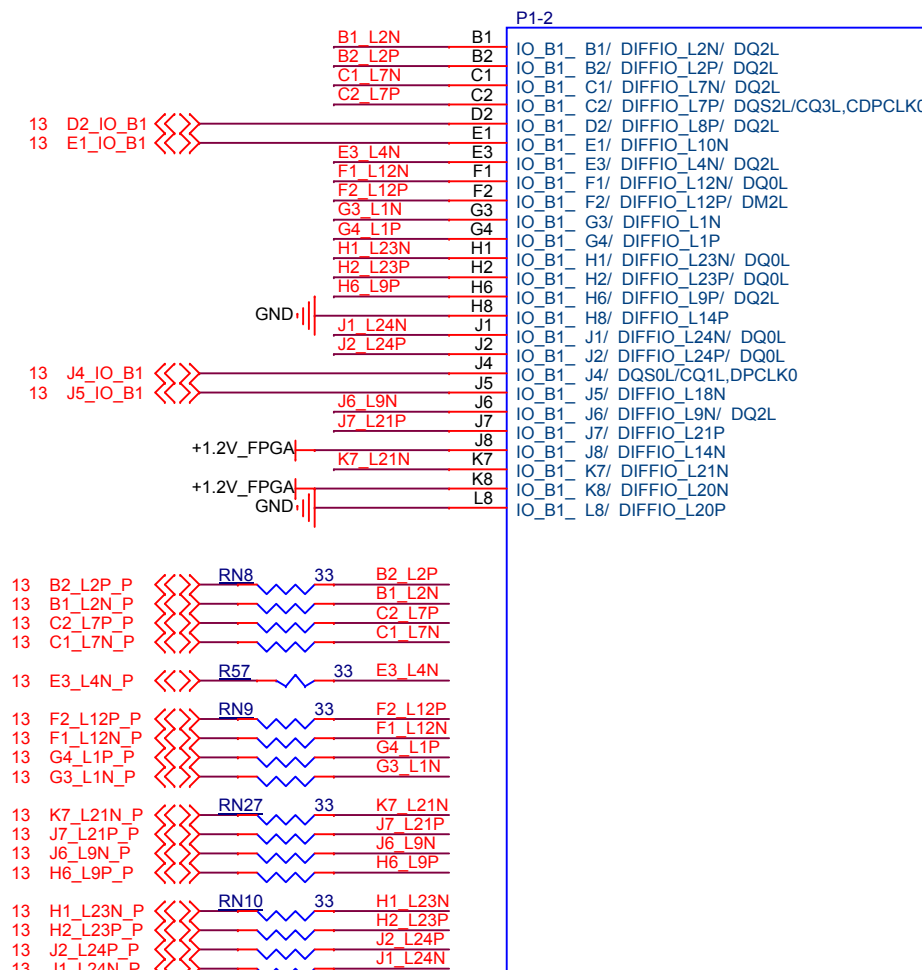 P1-2
B1_L2N B1 IO_B1_ B1/ DIFFIO_L2N/ DQ2L
B2_L2P B2 IO_B1_ B2/ DIFFIO_L2P/ DQ2L
C1_L7N C1 IO_B1_ C1/ DIFFIO_L7N/ DQ2L
C2_L7P C2 IO_B1_ C2/ DIFFIO_L7P/ DQS2L/CQ3L,CDPCLK0
13 D2_IO_B1 D2 IO_B1_ D2/ DIFFIO_L8P/ DQ2L
13 E1_IO_B1 E1 IO_B1_ E1/ DIFFIO_L10N
E3_L4N E3 IO_B1_ E3/ DIFFIO_L4N/ DQ2L
F1_L12N F1 IO_B1_ F1/ DIFFIO_L12N/ DQ0L
F2_L12P F2 IO_B1_ F2/ DIFFIO_L12P/ DM2L
G3_L1N G3 IO_B1_ G3/ DIFFIO_L1N
G4_L1P G4 IO_B1_ G4/ DIFFIO_L1P
H1_L23N H1 IO_B1_ H1/ DIFFIO_L23N/ DQ0L
H2_L23P H2 IO_B1_ H2/ DIFFIO_L23P/ DQ0L
H6_L9P H6 IO_B1_ H6/ DIFFIO_L9P/ DQ2L
GND H8 IO_B1_ H8/ DIFFIO_L14P
J1_L24N J1 IO_B1_ J1/ DIFFIO_L24N/ DQ0L
J2_L24P J2 IO_B1_ J2/ DIFFIO_L24P/ DQ0L
13 J4_IO_B1 J4 IO_B1_ J4/ DQS0L/CQ1L,DPCLK0
13 J5_IO_B1 J5 IO_B1_ J5/ DIFFIO_L18N
J6_L9N J6 IO_B1_ J6/ DIFFIO_L9N/ DQ2L
J7_L21P J7 IO_B1_ J7/ DIFFIO_L21P
+1.2V_FPGA J8 IO_B1_ J8/ DIFFIO_L14N
K7_L21N K7 IO_B1_ K7/ DIFFIO_L21N
+1.2V_FPGA K8 IO_B1_ K8/ DIFFIO_L20N
GND L8 IO_B1_ L8/ DIFFIO_L20P
13 B2_L2P_P RN8 33 B2_L2P
13 B1_L2N_P B1_L2N
13 C2_L7P_P C2_L7P
13 C1_L7N_P C1_L7N
13 E3_L4N_P R57 33 E3_L4N
13 F2_L12P_P RN9 33 F2_L12P
13 F1_L12N_P F1_L12N
13 G4_L1P_P G4_L1P
13 G3_L1N_P G3_L1N
13 K7_L21N_P RN27 33 K7_L21N
13 J7_L21P_P J7_L21P
13 J6_L9N_P J6_L9N
13 H6_L9P_P H6_L9P
13 H1_L23N_P RN10 33 H1_L23N
13 H2_L23P_P H2_L23P
13 J2_L24P_P J2_L24P
13 J1_L24N_P J1_L24N